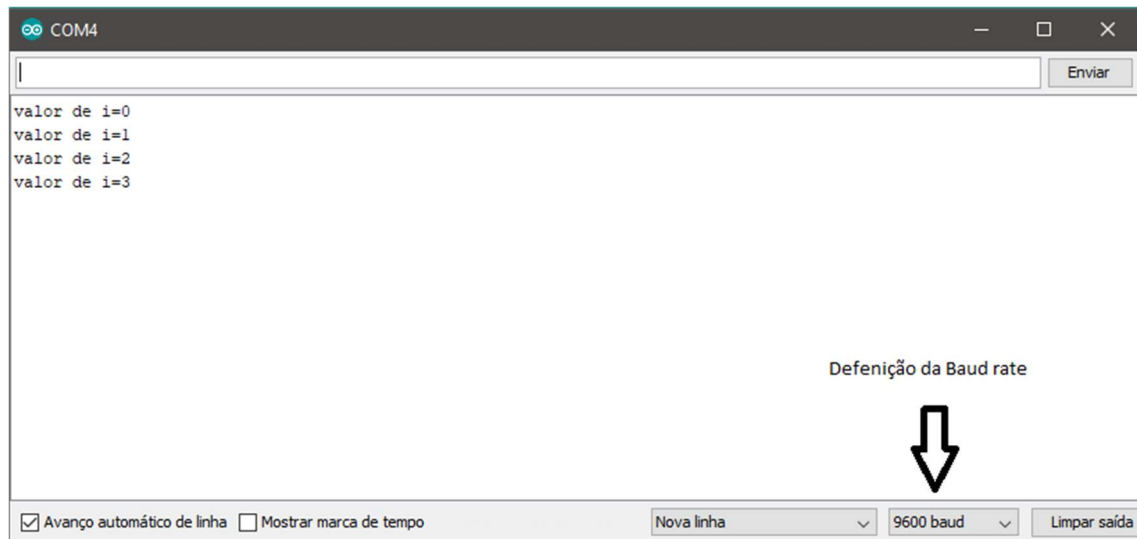 COM4
Enviar
valor de i=0
valor de i=1
valor de i=2
valor de i=3
Defenição da Baud rate
Avanço automático de linha Mostrar marca de tempo Nova linha 9600 baud Limpar saída